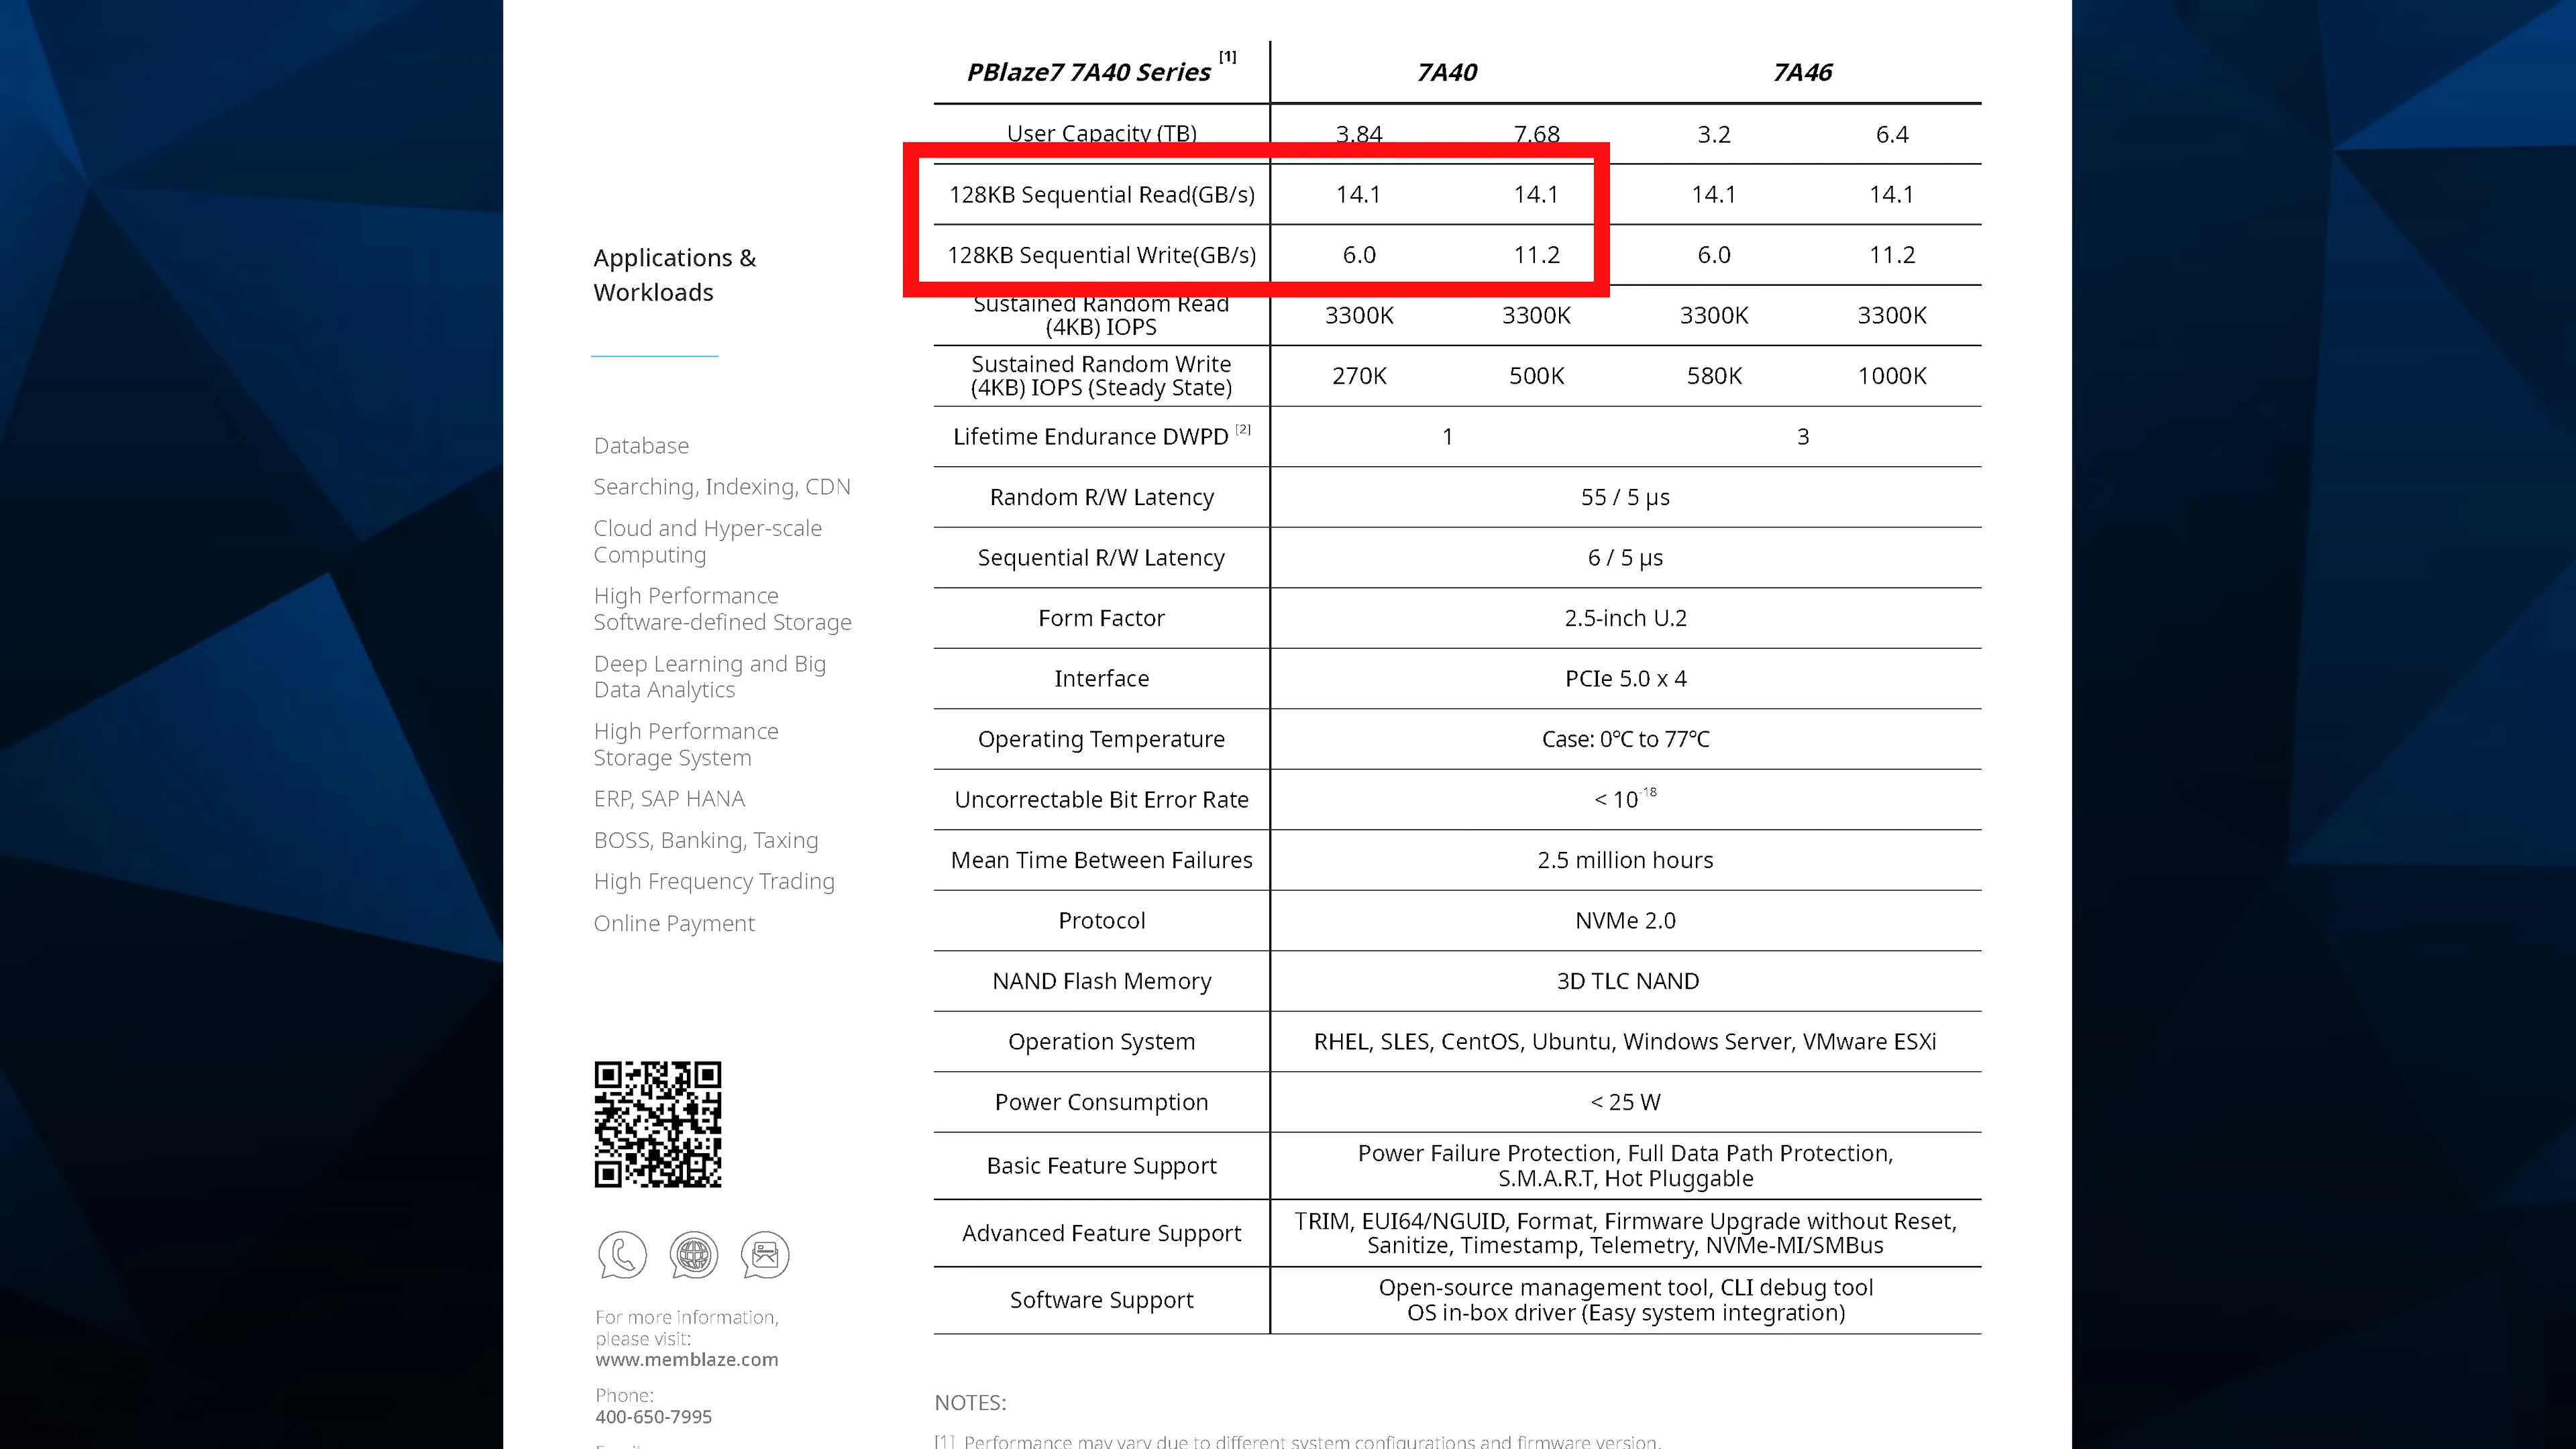 PBlaze7 7A40 Series [1] 7A40 7A46
User Capacity (TB) 3.84 7.68 3.2 6.4
128KB Sequential Read(GB/s) 14.1 14.1 14.1 14.1
128KB Sequential Write(GB/s) 6.0 11.2 6.0 11.2
Sustained Random Read
(4KB) IOPS 3300K 3300K 3300K 3300K
Sustained Random Write
(4KB) IOPS (Steady State) 270K 500K 580K 1000K
Lifetime Endurance DWPD [2] 1 3
Random R/W Latency 55 / 5 μs
Sequential R/W Latency 6 / 5 μs
Form Factor 2.5-inch U.2
Interface PCIe 5.0 x 4
Operating Temperature Case: 0℃ to 77℃
Uncorrectable Bit Error Rate < 10-18
Mean Time Between Failures 2.5 million hours
Protocol NVMe 2.0
NAND Flash Memory 3D TLC NAND
Operation System RHEL, SLES, CentOS, Ubuntu, Windows Server, VMware ESXi
Power Consumption < 25 W
Basic Feature Support Power Failure Protection, Full Data Path Protection,
S.M.A.R.T, Hot Pluggable
Advanced Feature Support TRIM, EUI64/NGUID, Format, Firmware Upgrade without Reset,
Sanitize, Timestamp, Telemetry, NVMe-MI/SMBus
Software Support Open-source management tool, CLI debug tool
OS in-box driver (Easy system integration)
NOTES:
[1] Performance may vary due to different system configurations and firmware version.
Applications &
Workloads
Database
Searching, Indexing, CDN
Cloud and Hyper-scale
Computing
High Performance
Software-defined Storage
Deep Learning and Big
Data Analytics
High Performance
Storage System
ERP, SAP HANA
BOSS, Banking, Taxing
High Frequency Trading
Online Payment
For more information,
please visit:
www.memblaze.com
Phone:
400-650-7995